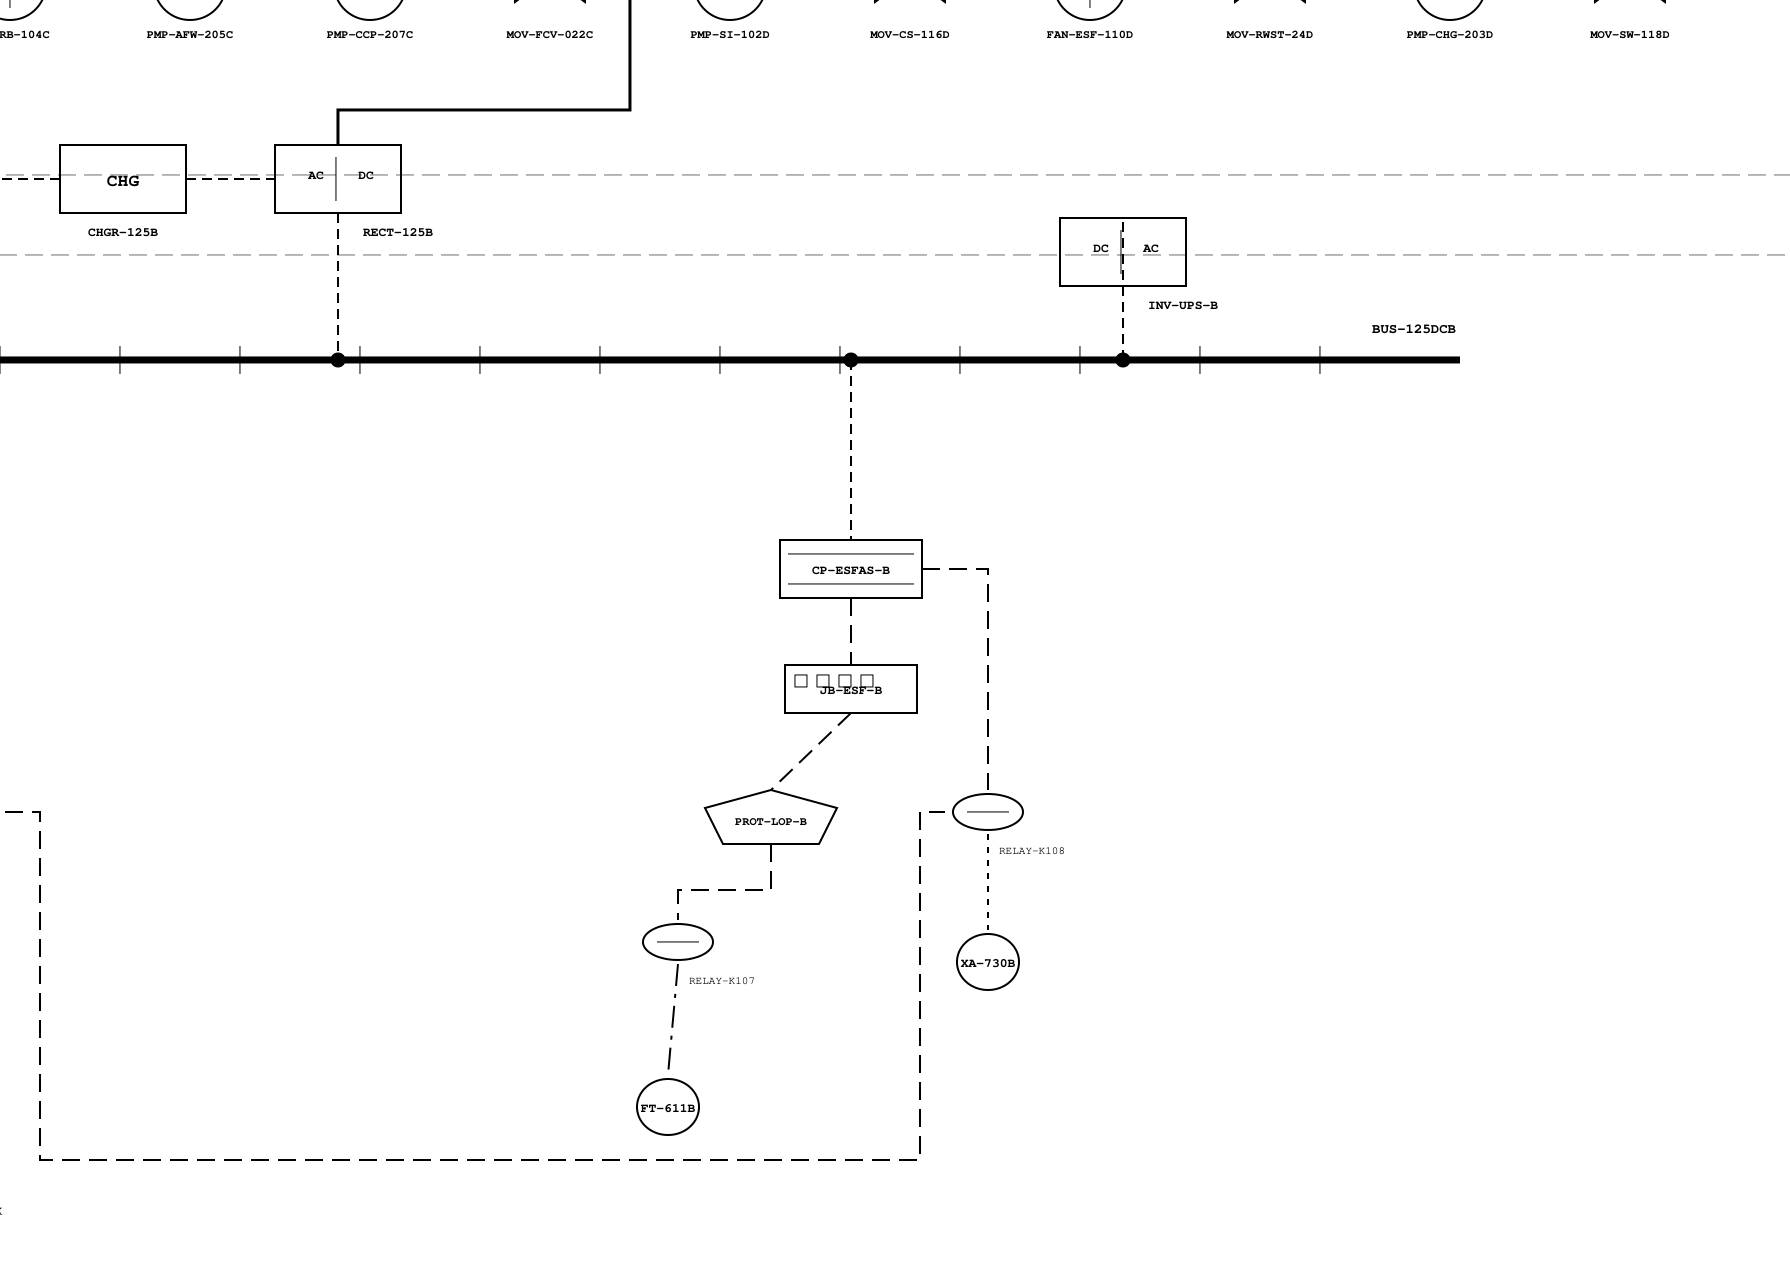 PMP-AFW-205C
PMP-CCP-207C
MOV-FCV-022C
PMP-SI-102D
MOV-CS-116D
FAN-ESF-110D
MOV-RWST-24D
PMP-CHG-203D
MOV-SW-118D
CHG
AC
DC
CHGR-125B
RECT-125B
DC
AC
INV-UPS-B
BUS-125DCB
CP-ESFAS-B
JB-ESF-B
PROT-LOP-B
RELAY-K108
RELAY-K107
XA-730B
FT-611B